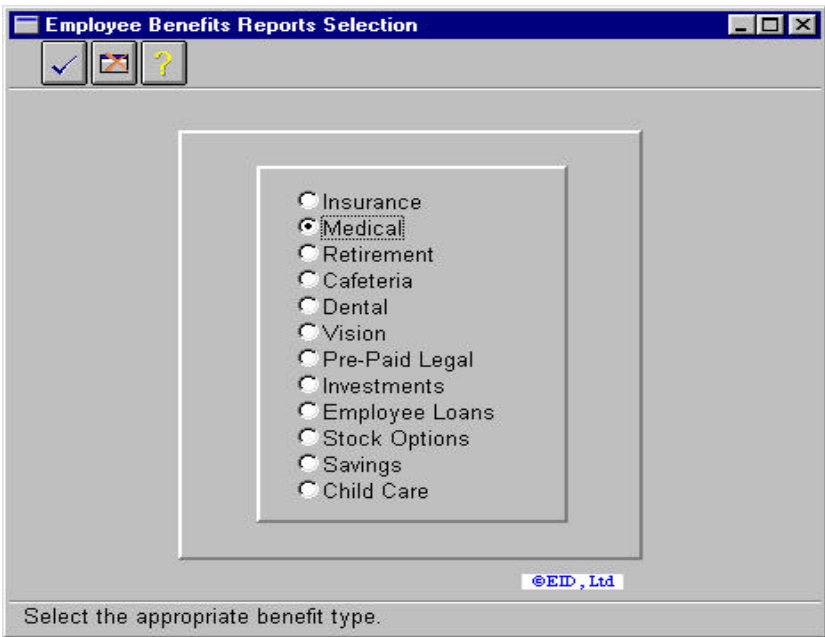 Employee Benefits Reports Selection
?
Insurance
Medical
Retirement
Cafeteria
Dental
Vision
Pre-Paid Legal
Investments
Employee Loans
Stock Options
Savings
Child Care
©EID, Ltd
Select the appropriate benefit type.